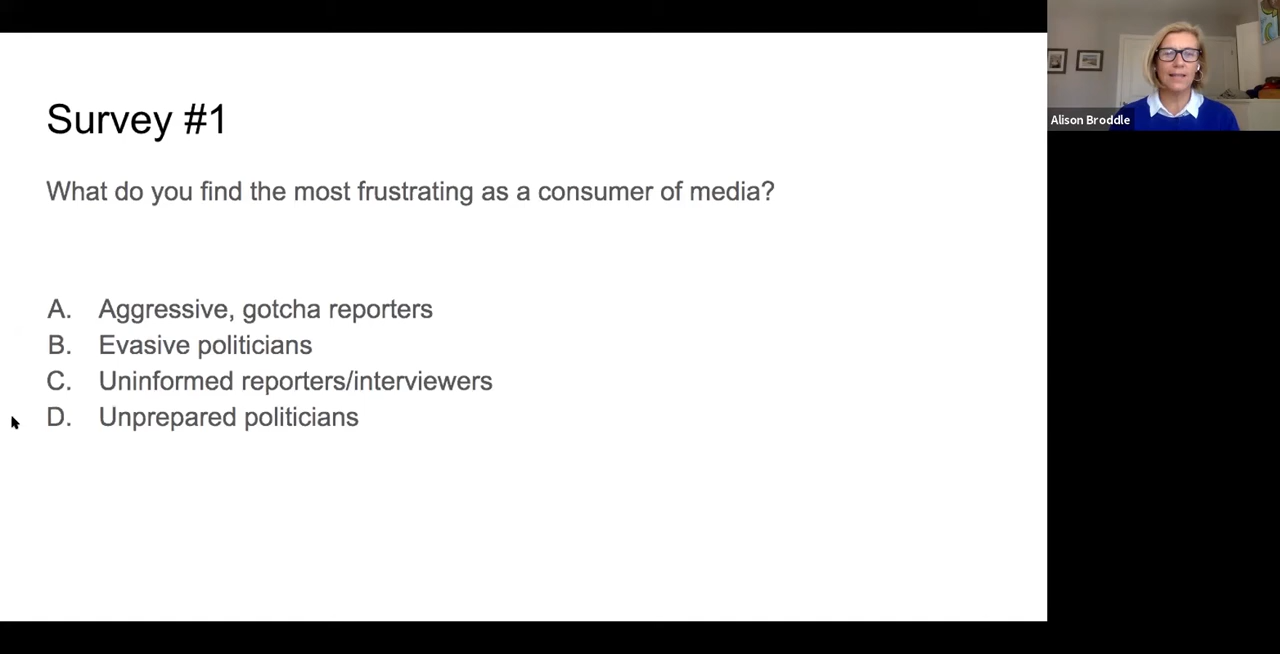 Survey #1
What do you find the most frustrating as a consumer of media?
A. Aggressive, gotcha reporters
B. Evasive politicians
C. Uninformed reporters/interviewers
D. Unprepared politicians
Alison Broddle